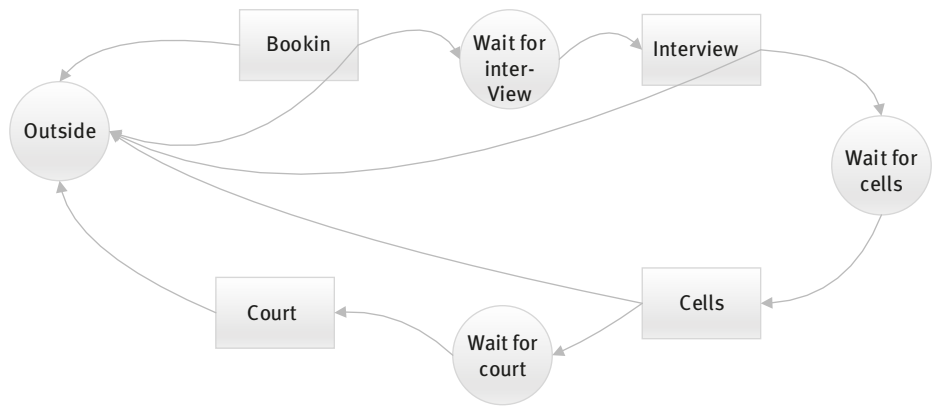 Bookin
Wait for
inter-
View
Interview
Outside
Wait for
cells
Court
Wait for
court
Cells